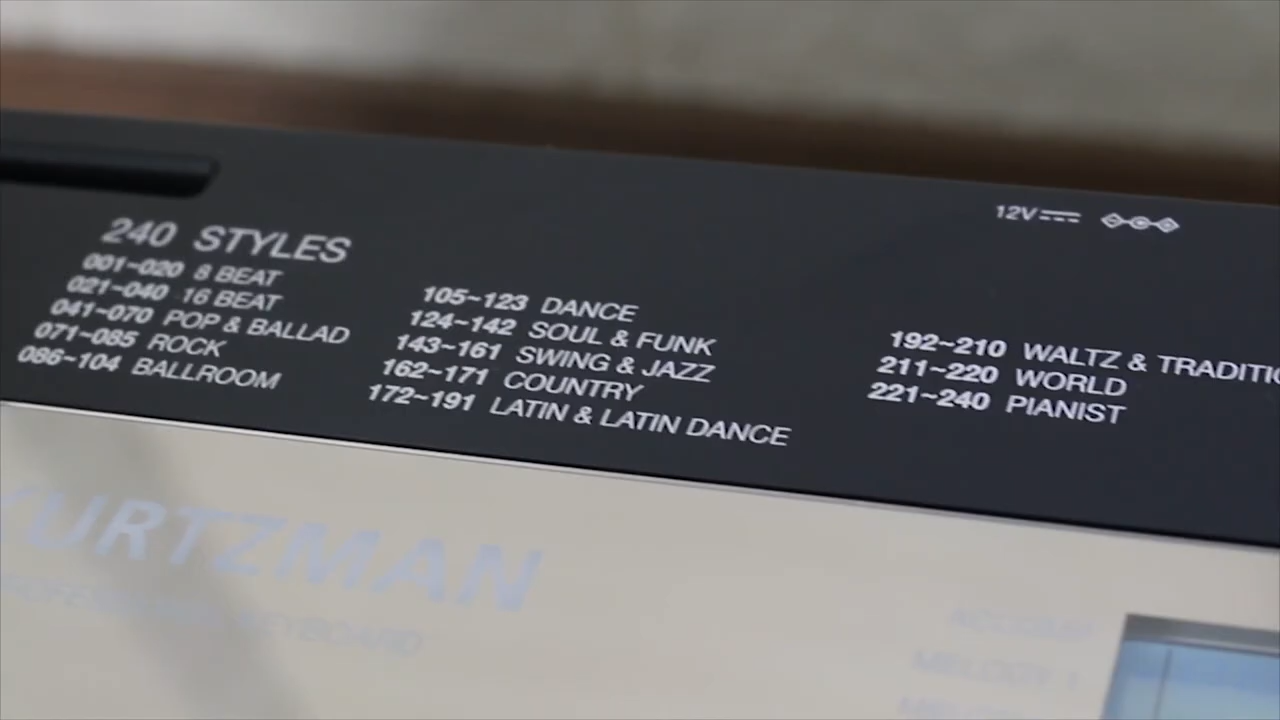 12V
240 STYLES
001~020 8 BEAT
021~040 16 BEAT
041~070 POP & BALLAD
071~085 ROCK
086~104 BALLROOM
105~123 DANCE
124~142 SOUL & FUNK
143~161 SWING & JAZZ
162~171 COUNTRY
172~191 LATIN & LATIN DANCE
192~210 WALTZ & TRADITIO
211~220 WORLD
221~240 PIANIST
URTZMAN
KEYBOARD